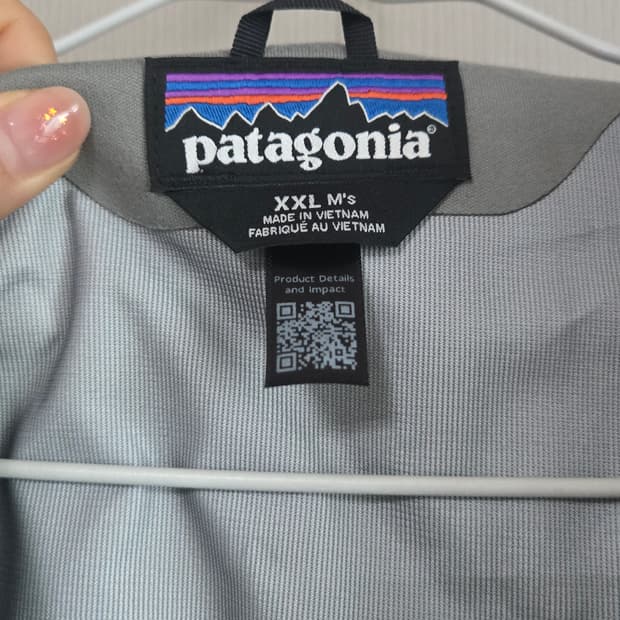 patagonia®
XXL M's
MADE IN VIETNAM
FABRIQUÉ AU VIETNAM
Product Details
and Impact